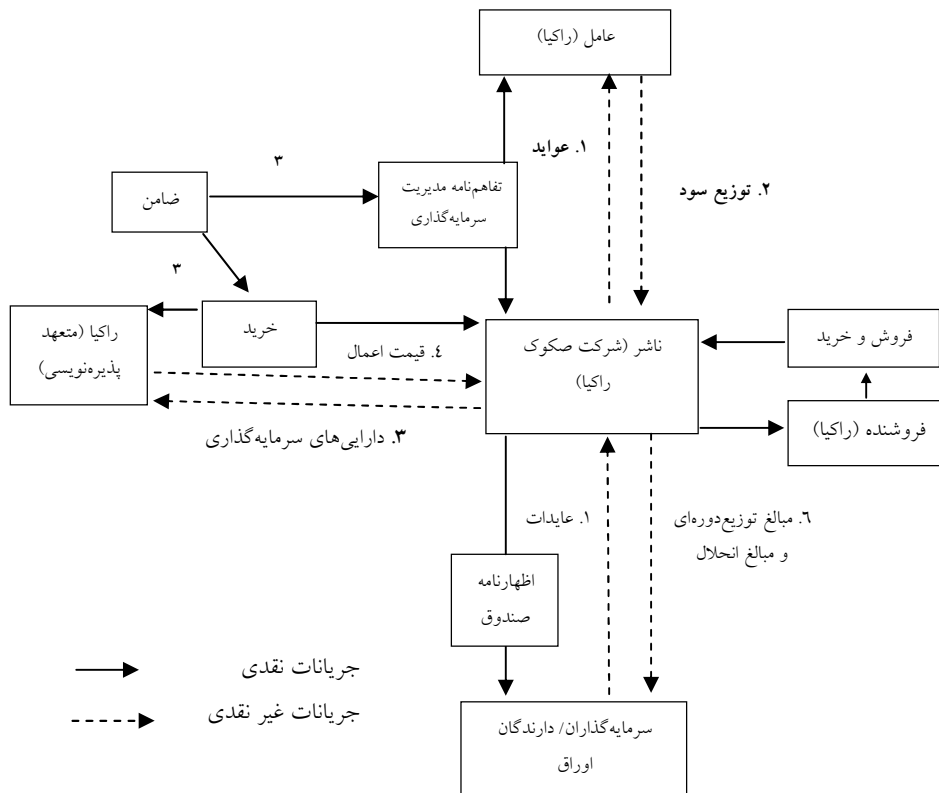 عامل (راکیا)
۱. عواید
۲. توزیع سود
۳
تفاهم‌نامه مدیریت
سرمایه‌گذاری
ضامن
۳
خرید
راکیا (متعهد
پذیره‌نویسی)
ناشر (شرکت صکوک
راکیا)
فروش و خرید
فروشنده (راکیا)
٤. قیمت اعمال
۳. دارایی‌های سرمایه‌گذاری
۱. عایدات
٦. مبالغ توزیع‌دوره‌ای
و مبالغ انحلال
اظهارنامه
صندوق
جریانات نقدی
جریانات غیر نقدی
سرمایه‌گذاران/ دارندگان
اوراق